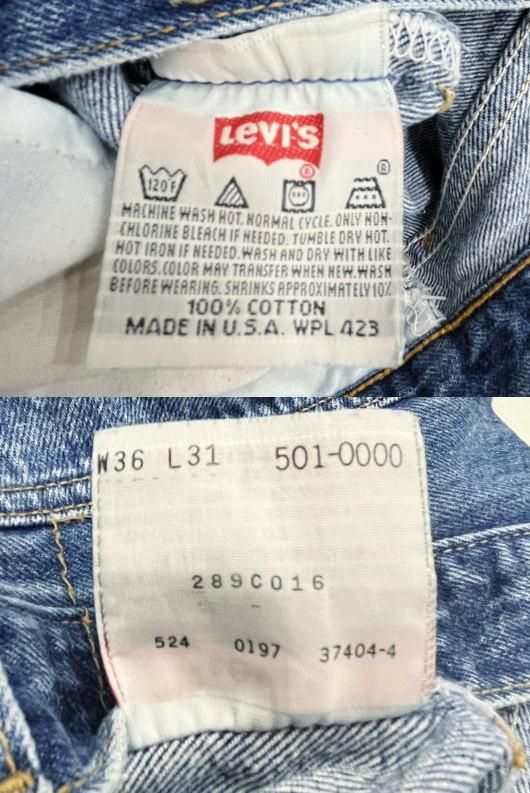 LEVI'S
®
120F
®
MACHINE WASH HOT. NORMAL CYCLE. ONLY NON-
CHLORINE BLEACH IF NEEDED. TUMBLE DRY HOT.
HOT IRON IF NEEDED. WASH AND DRY WITH LIKE
COLORS. COLOR MAY TRANSFER WHEN NEW. WASH
BEFORE WEARING. SHRINKS APPROXIMATELY 10%
100% COTTON
MADE IN U.S.A. WPL 423
W36 L31 501-0000
289C016
524 0197 37404-4